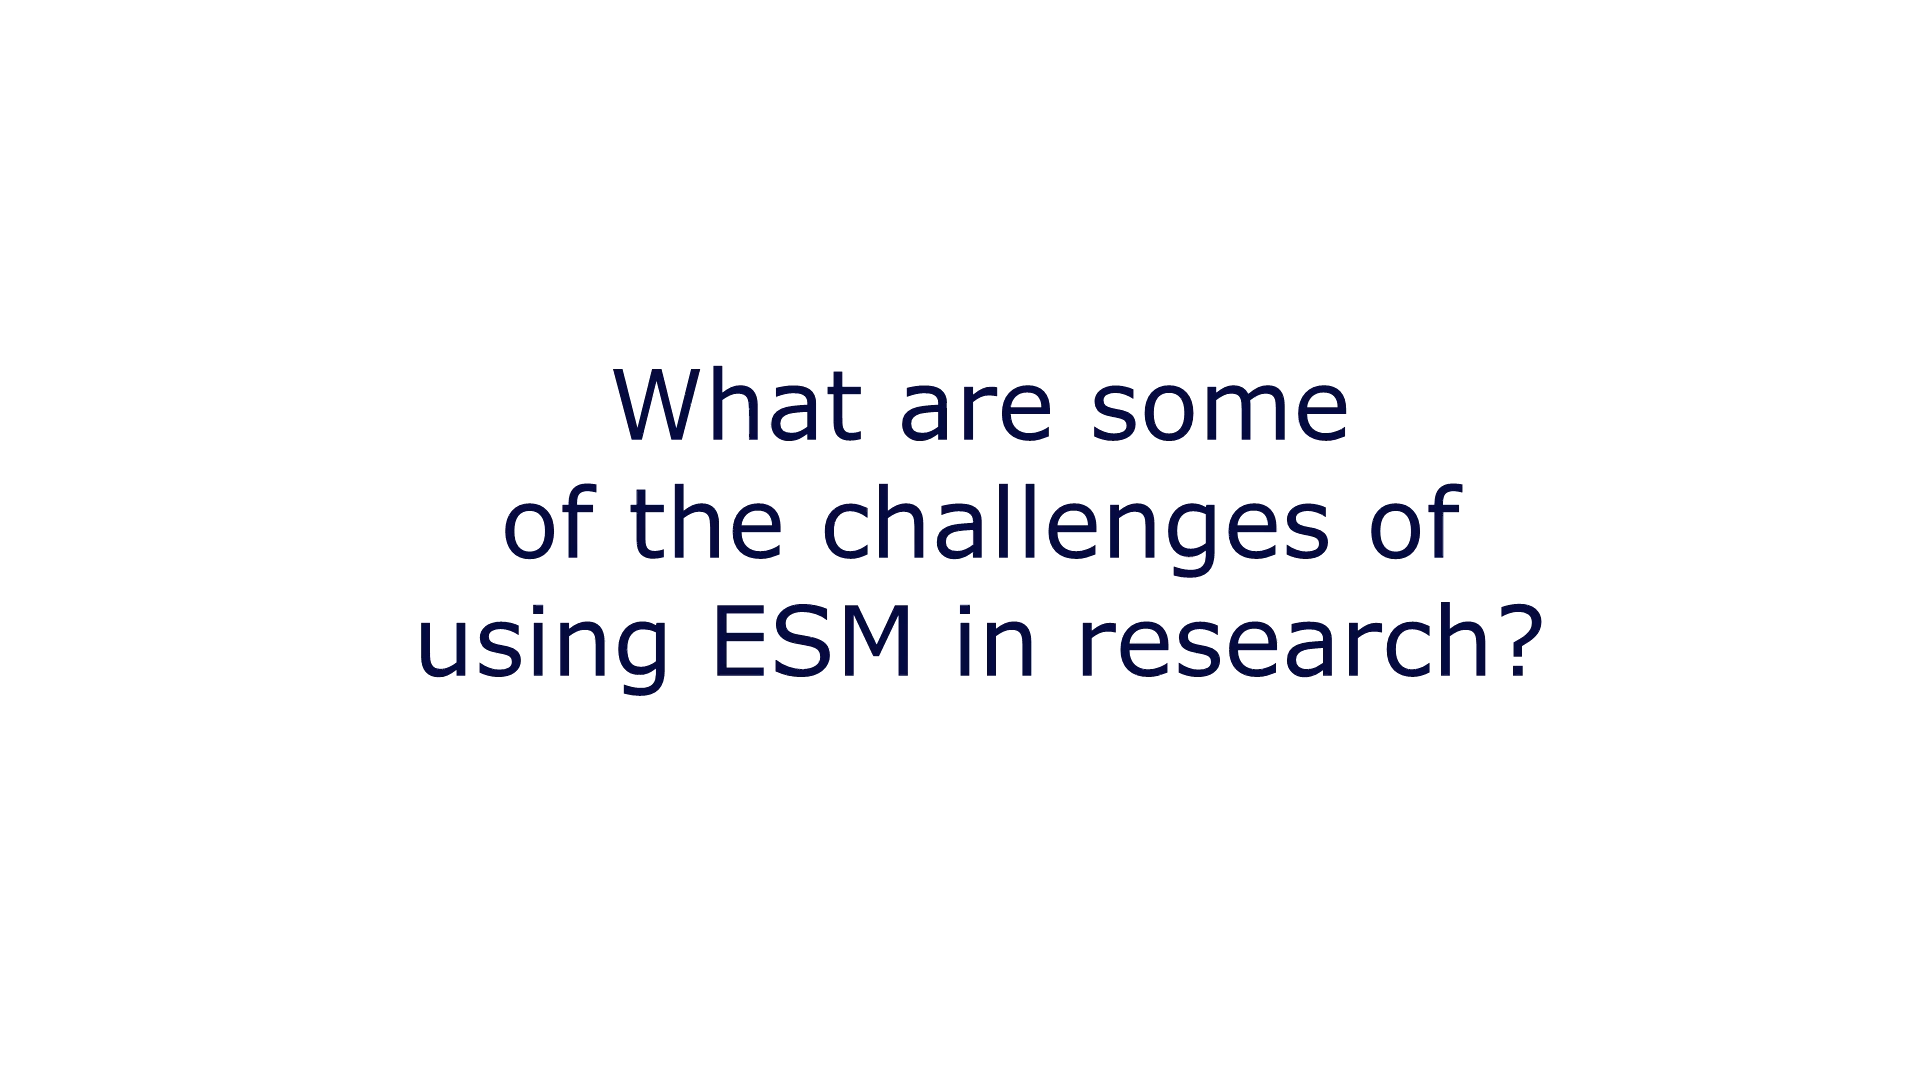 What are some
of the challenges of
using ESM in research?